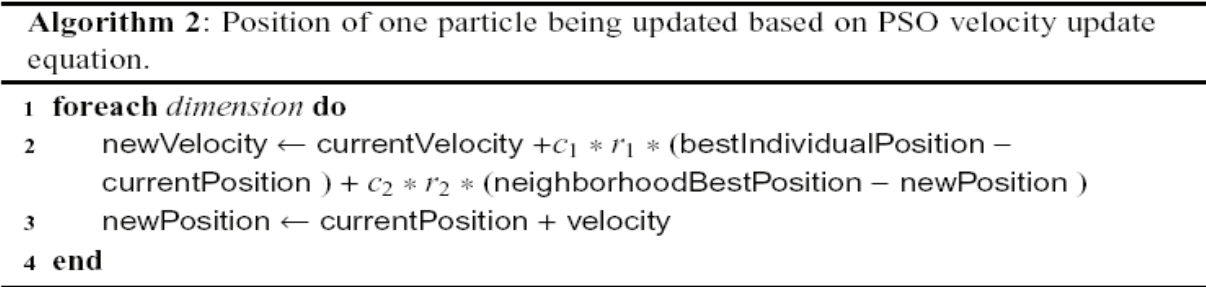 Algorithm 2: Position of one particle being updated based on PSO velocity update
equation.
1 foreach dimension do
2 newVelocity ← currentVelocity +c₁ * r₁ * (bestIndividualPosition −
currentPosition ) + c₂ * r₂ * (neighborhoodBestPosition − newPosition )
3 newPosition ← currentPosition + velocity
4 end